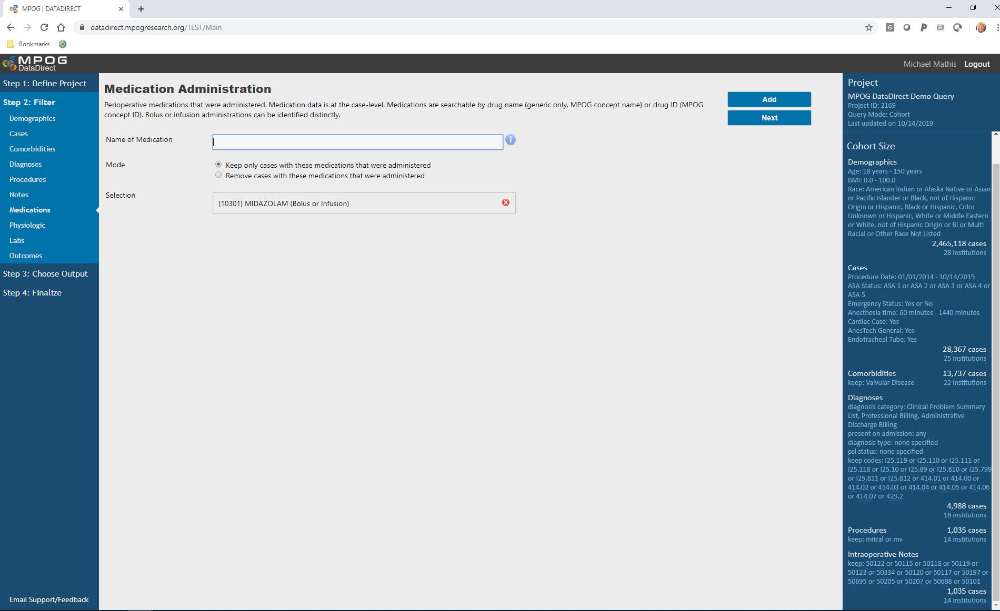 MPOG | DATADIRECT
datadirect.mpogresearch.org/TEST/Main
Bookmarks
MPOG
DataDirect
Michael Mathis
Logout
Step 1: Define Project
Step 2: Filter
Demographics
Cases
Comorbidities
Diagnoses
Procedures
Notes
Medications
Physiologic
Labs
Outcomes
Step 3: Choose Output
Step 4: Finalize
Email Support/Feedback
Medication Administration
Perioperative medications that were administered. Medication data is at the case-level. Medications are searchable by drug name (generic only, MPOG concept name) or drug ID (MPOG
concept ID). Bolus or infusion administrations can be identified distinctly.
Add
Next
Name of Medication
Mode
Keep only cases with these medications that were administered
Remove cases with these medications that were administered
Selection
[10301] MIDAZOLAM (Bolus or Infusion)
Project
MPOG DataDirect Demo Query
Project ID: 2169
Query Mode: Cohort
Last updated on 10/14/2019
Cohort Size
Demographics
Age: 18 years - 150 years
BMI: 0.0 - 100.0
Race: American Indian or Alaska Native or Asian
or Pacific Islander or Black, not of Hispanic
Origin or Hispanic, Black or Hispanic, Color
Unknown or Hispanic, White or Middle Eastern
or White, not of Hispanic Origin or Bi or Multi
Racial or Other Race Not Listed
2,465,118 cases
28 institutions
Cases
Procedure Date: 01/01/2014 - 10/14/2019
ASA Status: ASA 1 or ASA 2 or ASA 3 or ASA 4 or
ASA 5
Emergency Status: Yes or No
Anesthesia time: 60 minutes - 1440 minutes
Cardiac Case: Yes
AnesTech General: Yes
Endotracheal Tube: Yes
28,367 cases
25 institutions
Comorbidities 13,737 cases
keep: Valvular Disease 22 institutions
Diagnoses
diagnosis category: Clinical Problem Summary
List, Professional Billing, Administrative
Discharge Billing
present on admission: any
diagnosis type: none specified
psl status: none specified
keep codes: I25.119 or I25.110 or I25.111 or
I25.118 or I25.10 or I25.89 or I25.810 or I25.799
or I25.811 or I25.812 or 414.01 or 414.00 or
414.02 or 414.03 or 414.04 or 414.05 or 414.06
or 414.07 or 429.2
4,988 cases
18 institutions
Procedures 1,035 cases
keep: mitral or mv 14 institutions
Intraoperative Notes
keep: 50122 or 50115 or 50118 or 50119 or
50123 or 50334 or 50120 or 50117 or 50197 or
50695 or 50205 or 50207 or 50688 or 50101
1,035 cases
14 institutions